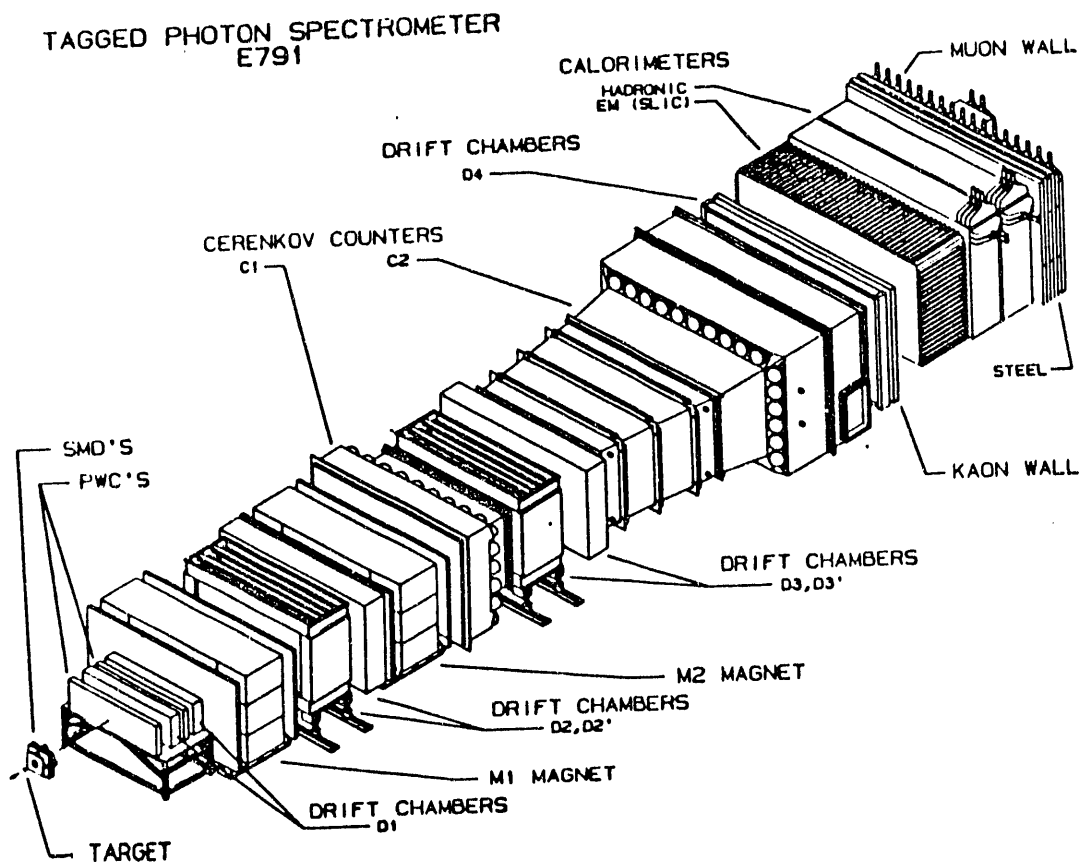 TAGGED PHOTON SPECTROMETER
E791
MUON WALL
CALORIMETERS
HADRONIC
EM (SLIC)
DRIFT CHAMBERS
D4
CERENKOV COUNTERS
C1
C2
STEEL
SMD'S
PWC'S
KAON WALL
DRIFT CHAMBERS
D3,D3'
M2 MAGNET
DRIFT CHAMBERS
D2,D2'
M1 MAGNET
DRIFT CHAMBERS
D1
TARGET